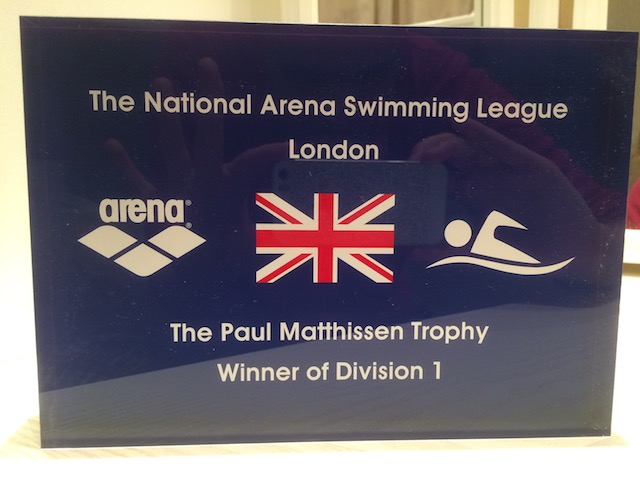 The National Arena Swimming League
London
arena®
The Paul Matthissen Trophy
Winner of Division 1